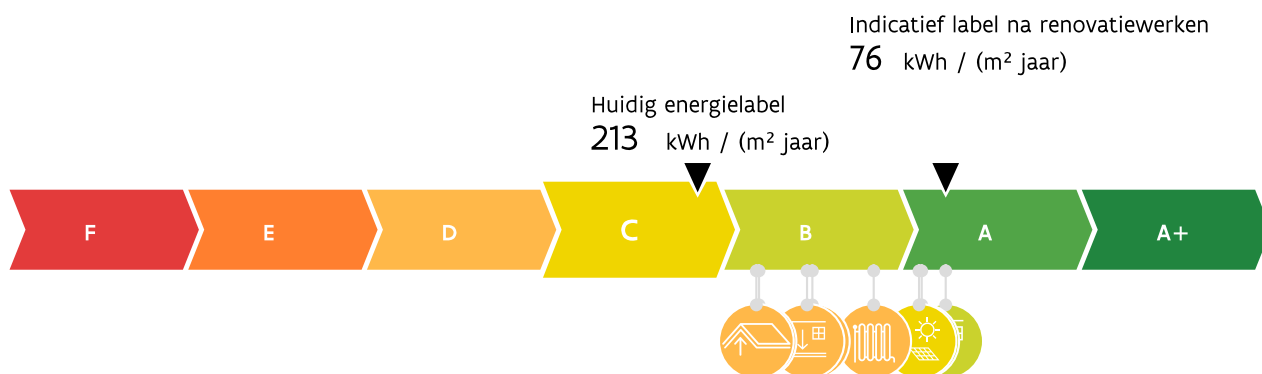 Indicatief label na renovatiewerken
76 kWh / (m² jaar)
Huidig energielabel
213 kWh / (m² jaar)
F E D C B A A+